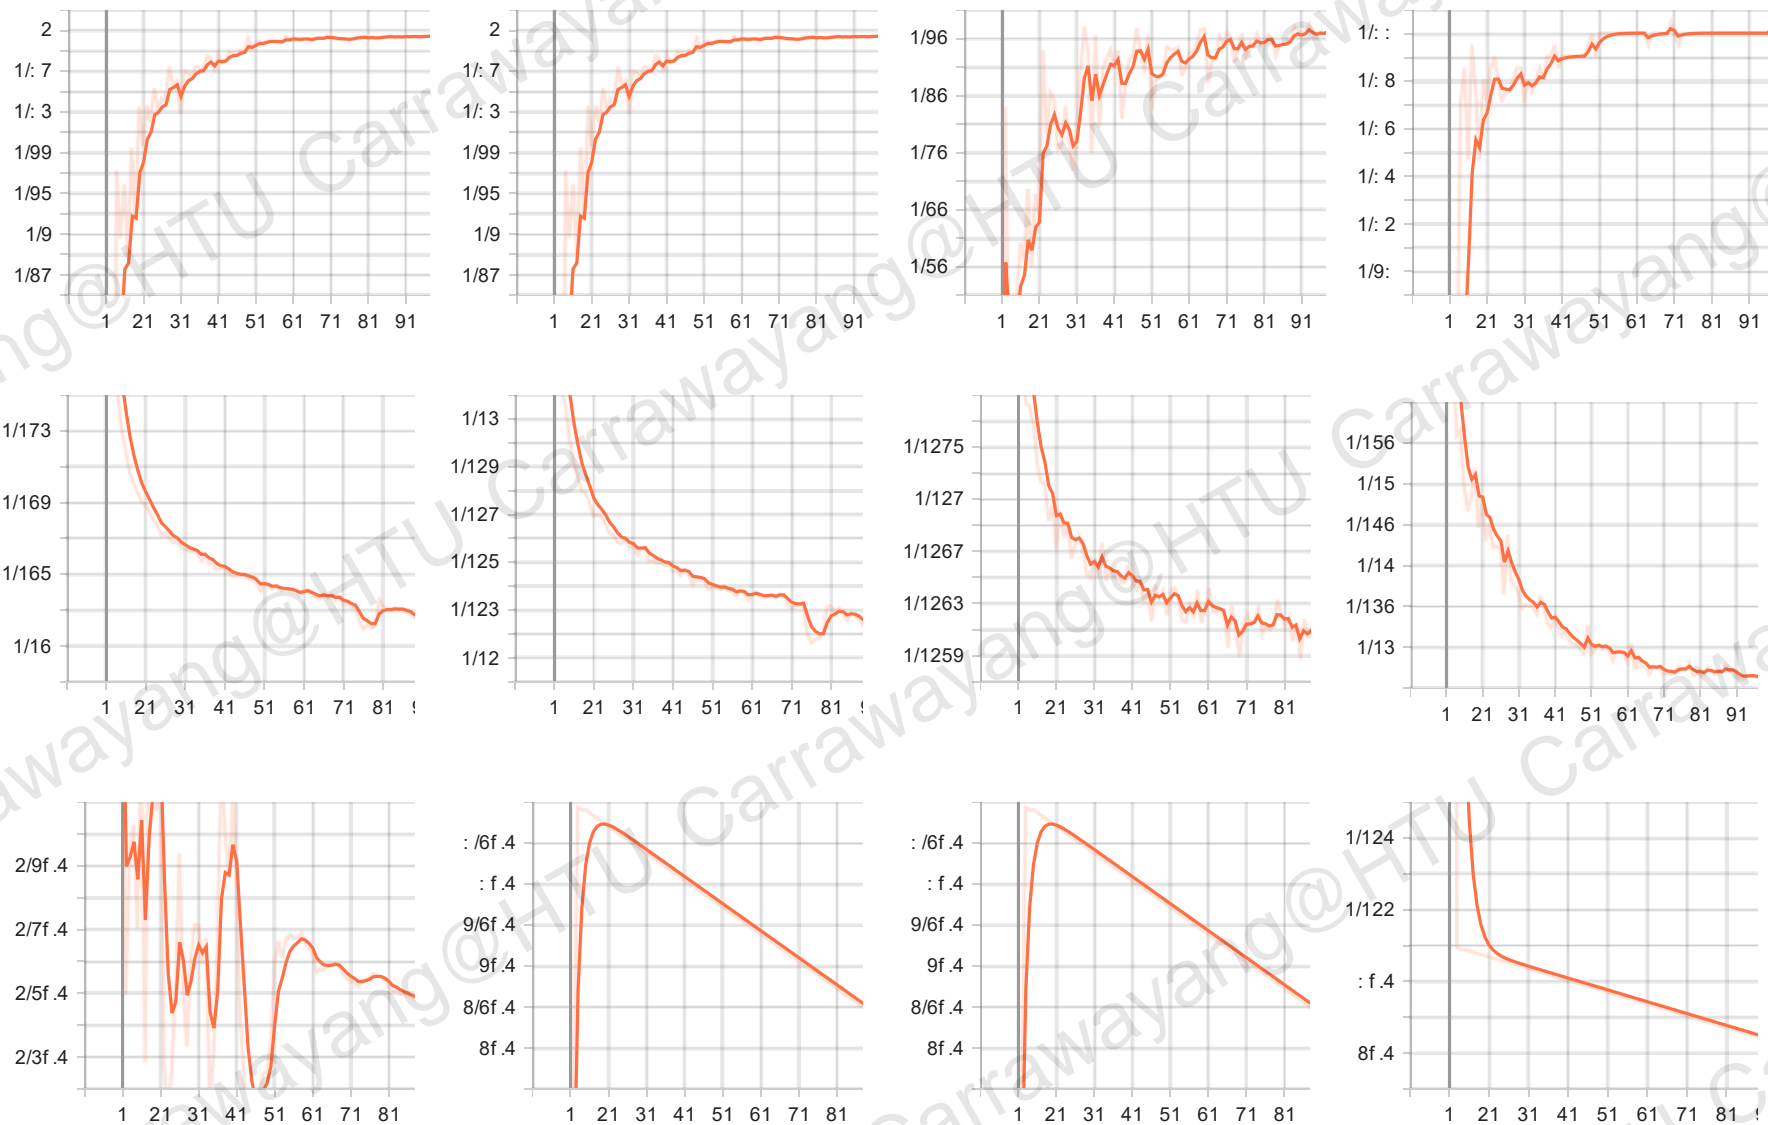 2 2 1/96 1/: :
1/: 7 1/: 7 1/86 1/: 8
1/: 3 1/: 3 1/76 1/: 6
1/99 1/99 1/66 1/: 4
1/95 1/95 1/56 1/: 2
1/9 1/9 1/9:
1/87 1/87
1 21 31 41 51 61 71 81 91 1 21 31 41 51 61 71 81 91 1 21 31 41 51 61 71 81 91 1 21 31 41 51 61 71 81 91
1/173 1/13 1/1275 1/156
1/169 1/129 1/127 1/15
1/165 1/127 1/1267 1/146
1/16 1/125 1/1263 1/14
1/123 1/1259 1/136
1/12 1/13
1 21 31 41 51 61 71 81 1 21 31 41 51 61 71 81 1 21 31 41 51 61 71 81 1 21 31 41 51 61 71 81 91
2/9f .4 : /6f .4 : /6f .4 1/124
2/7f .4 : f .4 : f .4 1/122
2/5f .4 9/6f .4 9/6f .4 : f .4
2/3f .4 9f .4 9f .4 8f .4
8/6f .4 8/6f .4
8f .4 8f .4
1 21 31 41 51 61 71 81 1 21 31 41 51 61 71 81 1 21 31 41 51 61 71 81 1 21 31 41 51 61 71 81
@HTU Carrawayang@HTU Carrawayang
Carrawayang@HTU Carrawayang@HTU Carrawayang